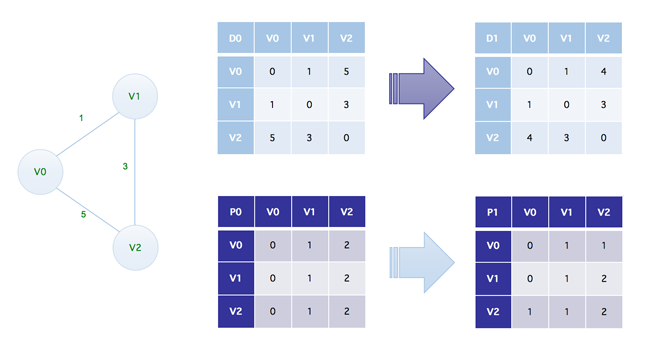 V1
1
V0
3
5
V2
D0 V0 V1 V2
V0 0 1 5
V1 1 0 3
V2 5 3 0
D1 V0 V1 V2
V0 0 1 4
V1 1 0 3
V2 4 3 0
P0 V0 V1 V2
V0 0 1 2
V1 0 1 2
V2 0 1 2
P1 V0 V1 V2
V0 0 1 1
V1 0 1 2
V2 1 1 2